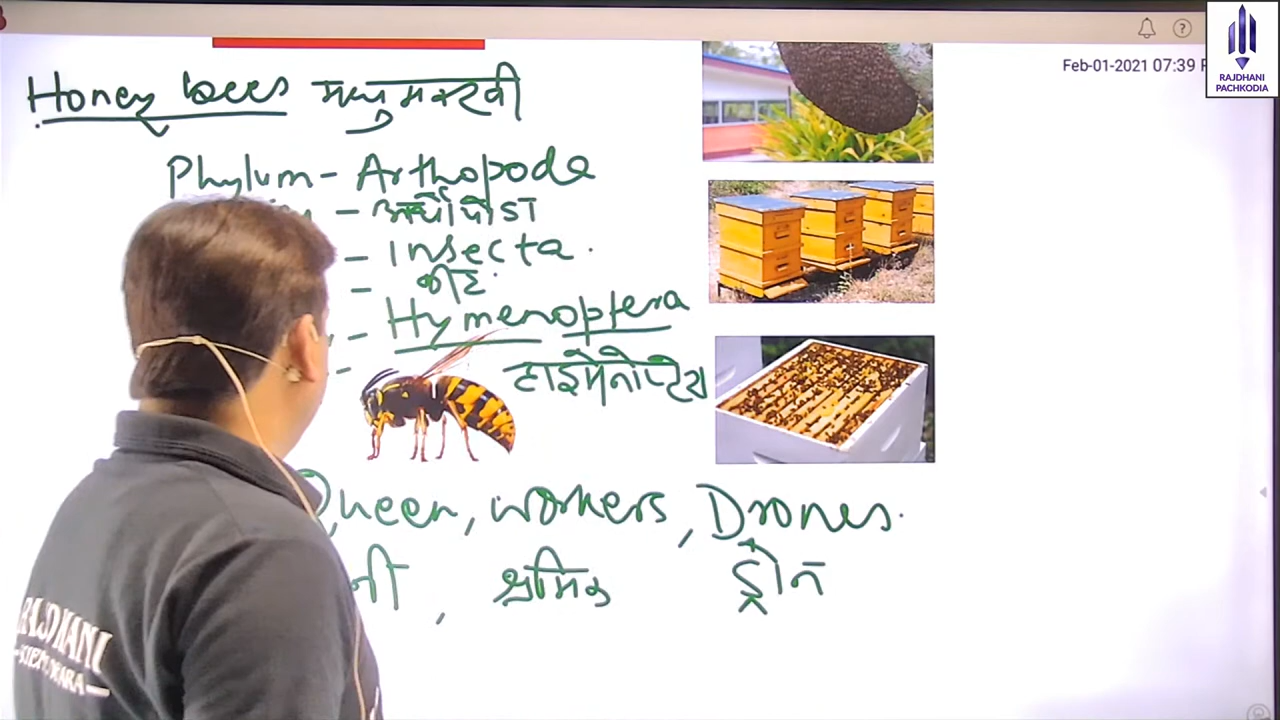 Feb-01-2021 07:39
RAJDHANI
PACHKODIA
Honey bees मधुमक्खी
Phylum - Arthopoda
- आर्थोपोडा
- Insecta
- कीट
- Hymenoptera
- हाइमेनोप्टेरा
Queen, workers, Drones.
नी, श्रमिक ड्रोन
RAJDHANI